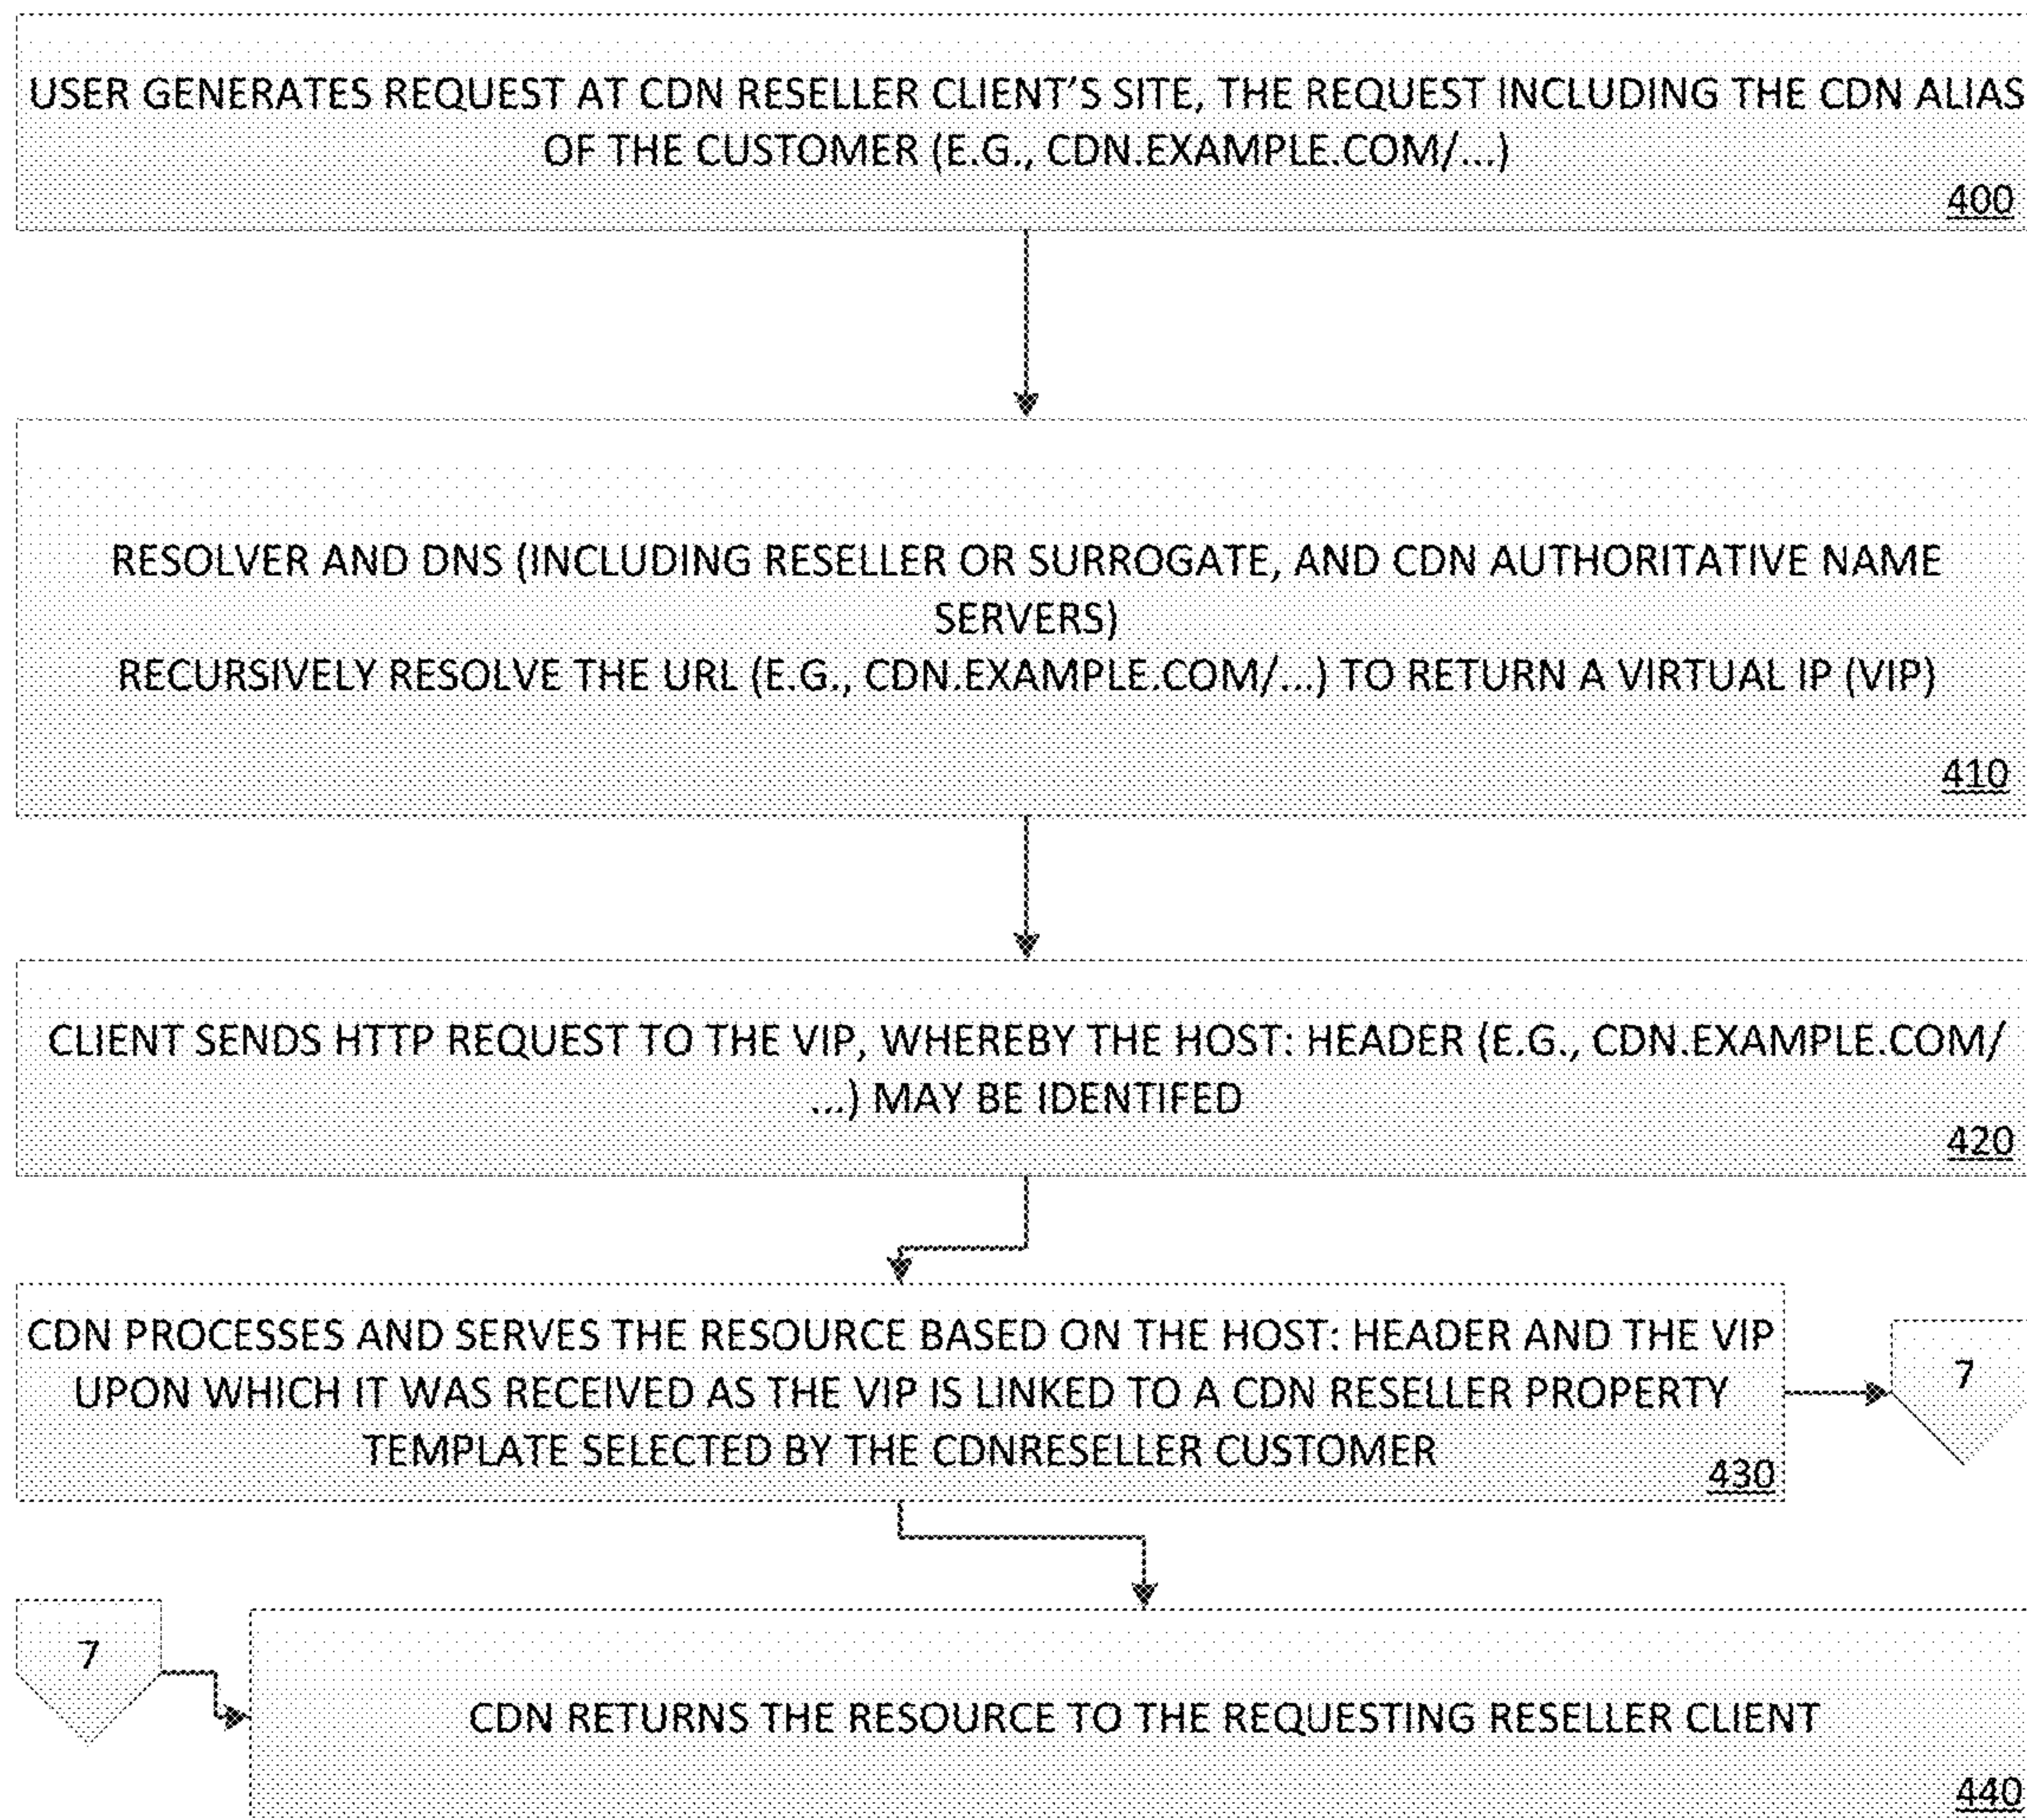 USER GENERATES REQUEST AT CDN RESELLER CLIENT'S SITE, THE REQUEST INCLUDING THE CDN ALIAS
OF THE CUSTOMER (E.G., CDN.EXAMPLE.COM/...)
400
RESOLVER AND DNS (INCLUDING RESELLER OR SURROGATE, AND CDN AUTHORITATIVE NAME
SERVERS)
RECURSIVELY RESOLVE THE URL (E.G., CDN.EXAMPLE.COM/...) TO RETURN A VIRTUAL IP (VIP)
410
CLIENT SENDS HTTP REQUEST TO THE VIP, WHEREBY THE HOST: HEADER (E.G., CDN.EXAMPLE.COM/
...) MAY BE IDENTIFED
420
CDN PROCESSES AND SERVES THE RESOURCE BASED ON THE HOST: HEADER AND THE VIP
UPON WHICH IT WAS RECEIVED AS THE VIP IS LINKED TO A CDN RESELLER PROPERTY
TEMPLATE SELECTED BY THE CDNRESELLER CUSTOMER
430
7
7
CDN RETURNS THE RESOURCE TO THE REQUESTING RESELLER CLIENT
440